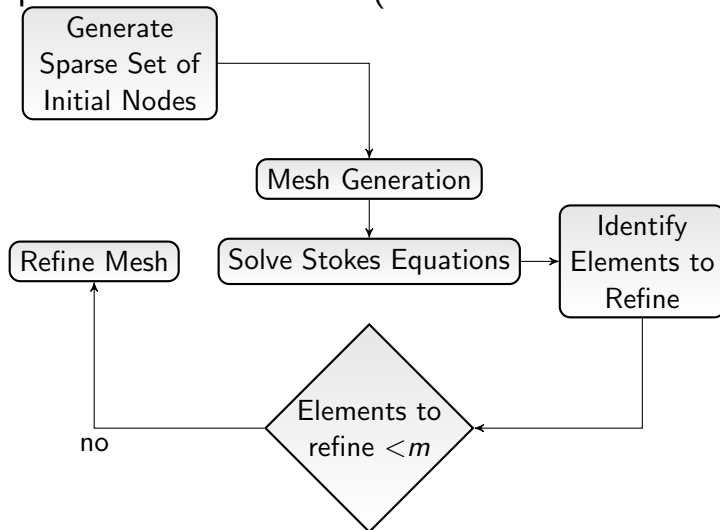 Generate
Sparse Set of
Initial Nodes
Mesh Generation
Solve Stokes Equations
Identify
Elements to
Refine
Refine Mesh
Elements to
refine <m
no